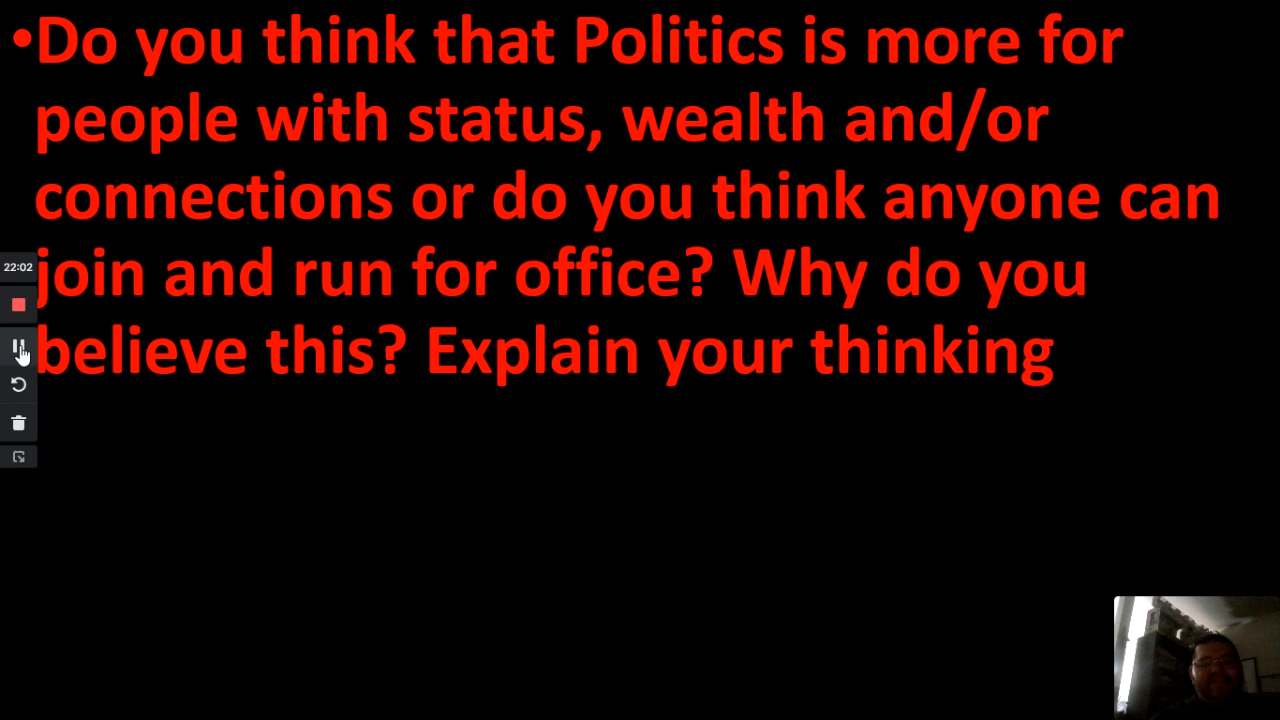 •Do you think that Politics is more for
people with status, wealth and/or
connections or do you think anyone can
22:02
join and run for office? Why do you
believe this? Explain your thinking